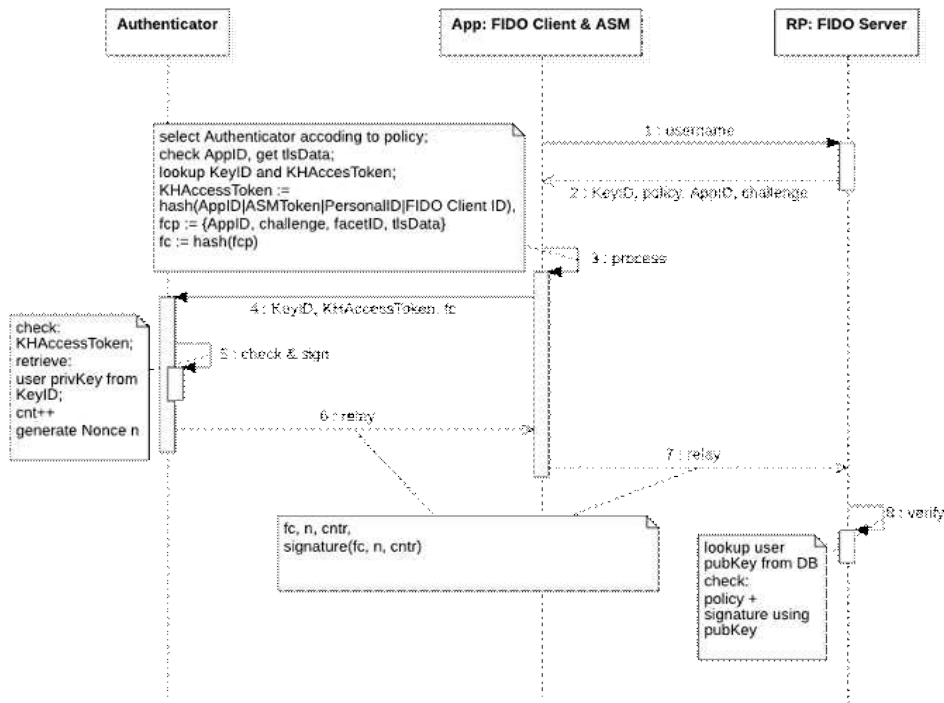 Authenticator
App: FIDO Client & ASM
RP: FIDO Server
select Authenticator accoding to policy;
check AppID, get tlsData;
lookup KeyID and KHAccesToken;
KHAccessToken :=
hash(AppID|ASMToken|PersonalID|FIDO Client ID),
fcp := {AppID, challenge, facetID, tlsData}
fc := hash(fcp)
1 : username
2 : KeyID, policy, AppID, challenge
3 : process
4 : KeyID, KHAccessToken, fc
check:
KHAccessToken;
retrieve:
user privKey from
KeyID;
cnt++
generate Nonce n
5 : check & sign
6 : relay
7 : relay
fc, n, cntr,
signature(fc, n, cntr)
8 : verify
lookup user
pubKey from DB
check:
policy +
signature using
pubKey